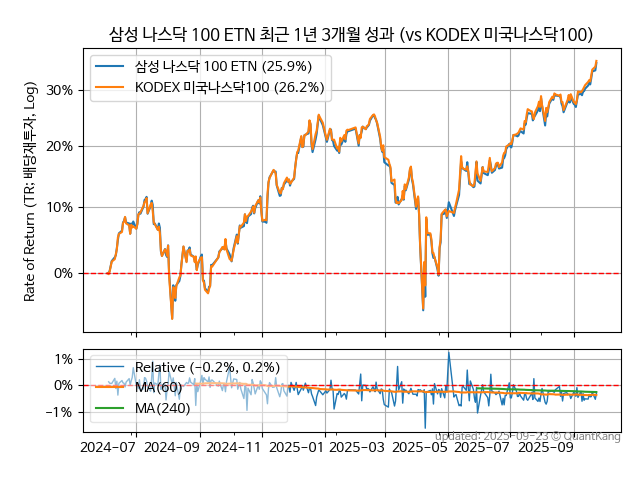 삼성 나스닥 100 ETN 최근 1년 3개월 성과 (vs KODEX 미국나스닥100)
Rate of Return (TR: 배당재투자, Log)
30%
20%
10%
0%
삼성 나스닥 100 ETN (25.9%)
KODEX 미국나스닥100 (26.2%)
1%
0%
−1%
Relative (−0.2%, 0.2%)
MA(60)
MA(240)
updated: 2025-09-23 © QuantKang
2024-07 2024-09 2024-11 2025-01 2025-03 2025-05 2025-07 2025-09